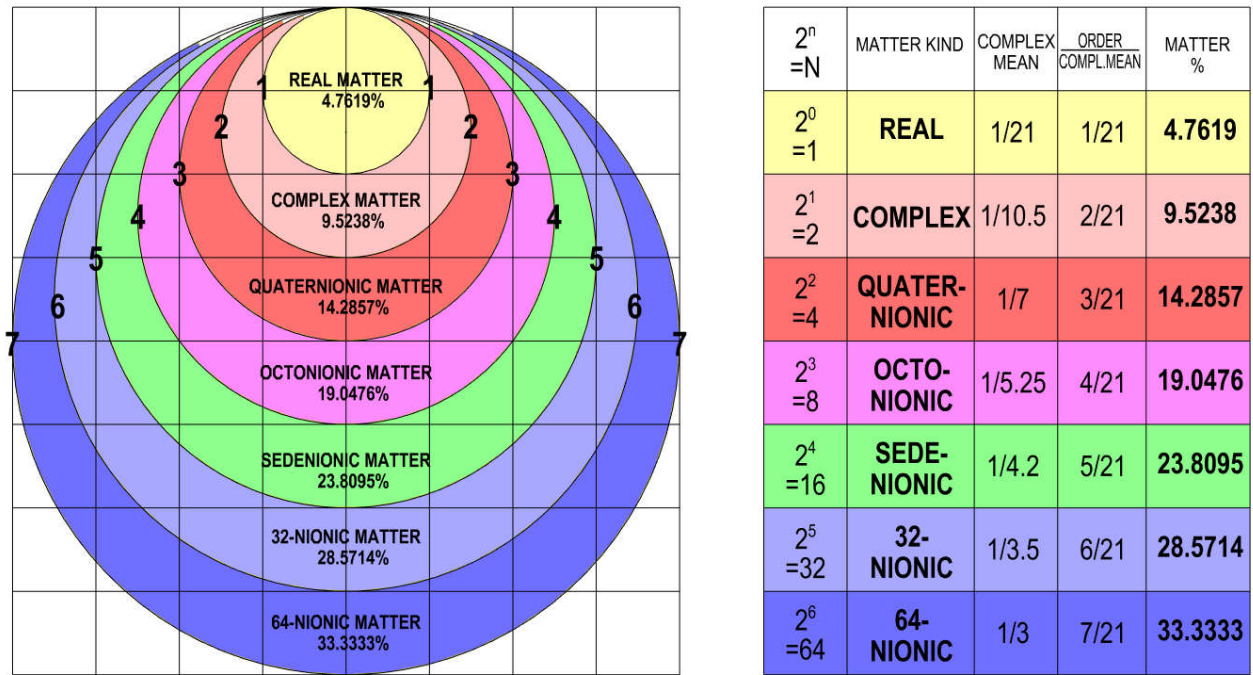 REAL MATTER
4.7619%
1 1
2 2
COMPLEX MATTER
9.5238%
3 3
4 4
QUATERNIONIC MATTER
14.2857%
5 5
6 6
7 7
OCTONIONIC MATTER
19.0476%
SEDENIONIC MATTER
23.8095%
32-NIONIC MATTER
28.5714%
64-NIONIC MATTER
33.3333%
2ⁿ =N MATTER KIND COMPLEX MEAN ORDER/COMPL.MEAN MATTER %
2⁰ =1 REAL 1/21 1/21 4.7619
2¹ =2 COMPLEX 1/10.5 2/21 9.5238
2² =4 QUATER-NIONIC 1/7 3/21 14.2857
2³ =8 OCTO-NIONIC 1/5.25 4/21 19.0476
2⁴ =16 SEDE-NIONIC 1/4.2 5/21 23.8095
2⁵ =32 32-NIONIC 1/3.5 6/21 28.5714
2⁶ =64 64-NIONIC 1/3 7/21 33.3333